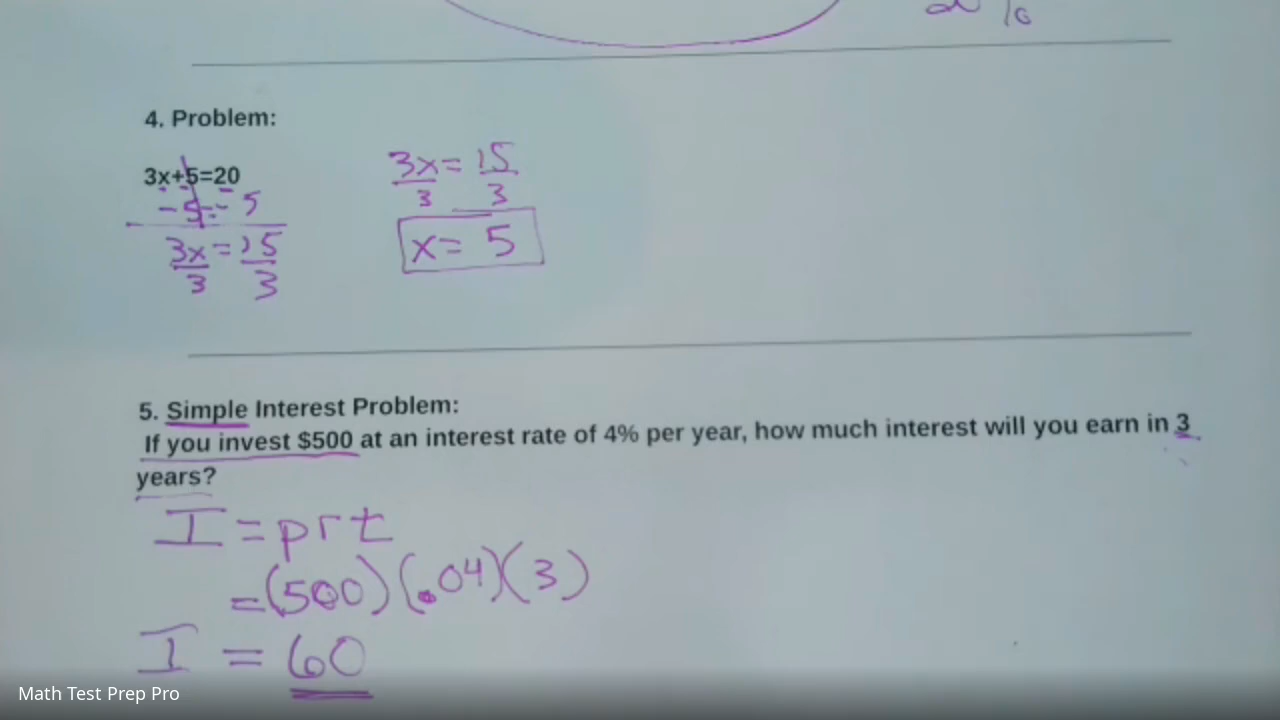 4. Problem:
3x+5=20
-5=-5
3x=15
3 3
3x=15
3 3
x=5
5. Simple Interest Problem:
If you invest $500 at an interest rate of 4% per year, how much interest will you earn in 3
years?
I=prt
=(500)(.04)(3)
I = 60
Math Test Prep Pro